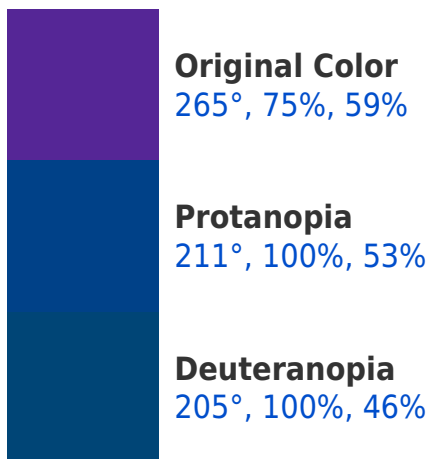 Original Color
265°, 75%, 59%
Protanopia
211°, 100%, 53%
Deuteranopia
205°, 100%, 46%